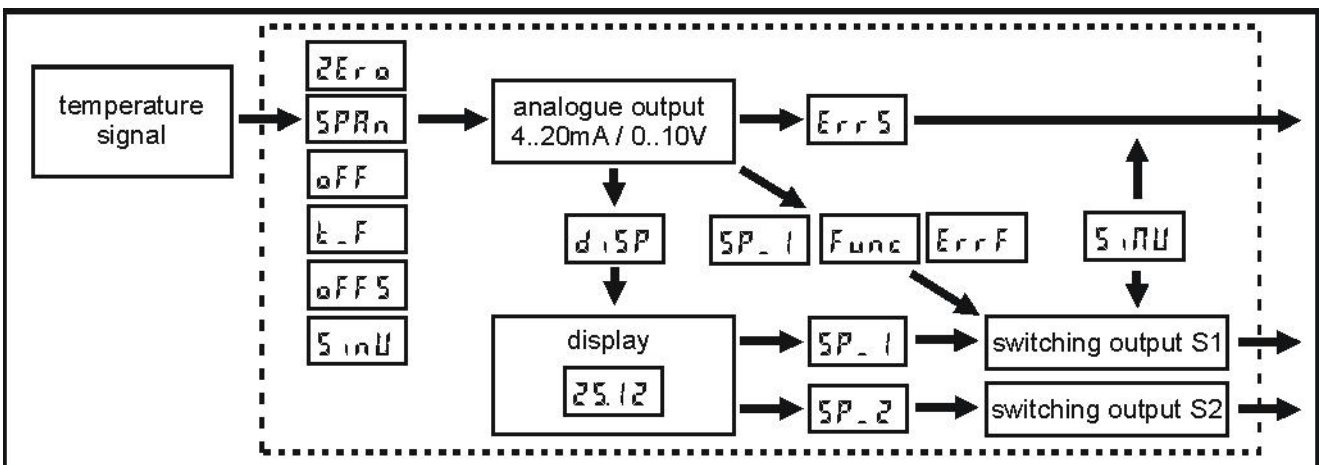 temperature
signal
ZEro
SPAn
oFF
t_F
oFFS
SinU
analogue output
4..20mA / 0..10V
ErrS
diSP
SP_1
Func
ErrF
SiMU
display
25.12
SP_1
SP_2
switching output S1
switching output S2